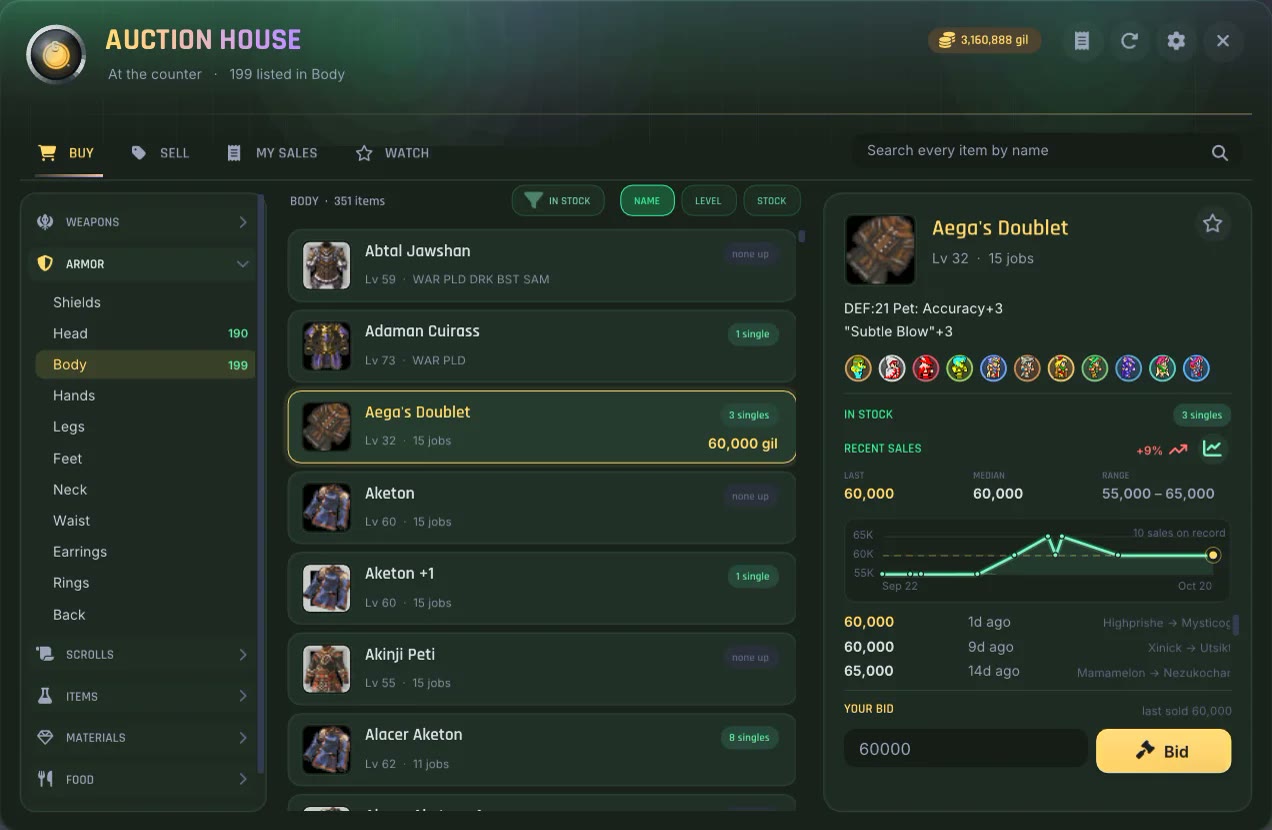 AUCTION HOUSE
At the counter · 199 listed in Body
3,160,888 gil
BUY
SELL
MY SALES
WATCH
Search every item by name
WEAPONS
ARMOR
Shields
Head 190
Body 199
Hands
Legs
Feet
Neck
Waist
Earrings
Rings
Back
SCROLLS
ITEMS
MATERIALS
FOOD
BODY · 351 items
IN STOCK
NAME
LEVEL
STOCK
Abtal Jawshan
none up
Lv 59 · WAR PLD DRK BST SAM
Adaman Cuirass
1 single
Lv 73 · WAR PLD
Aega's Doublet
3 singles
Lv 32 · 15 jobs
60,000 gil
Aketon
none up
Lv 60 · 15 jobs
Aketon +1
1 single
Lv 60 · 15 jobs
Akinji Peti
none up
Lv 55 · 15 jobs
Alacer Aketon
8 singles
Lv 62 · 11 jobs
Aega's Doublet
Lv 32 · 15 jobs
DEF:21 Pet: Accuracy+3
"Subtle Blow"+3
IN STOCK
3 singles
RECENT SALES
+9%
LAST
MEDIAN
RANGE
60,000
60,000
55,000 – 65,000
10 sales on record
65K
60K
55K
Sep 22
Oct 20
60,000 1d ago Highprishe → Mysticog
60,000 9d ago Xinick → Utsiki
65,000 14d ago Mamamelon → Nezukochan
YOUR BID
last sold 60,000
60000
Bid